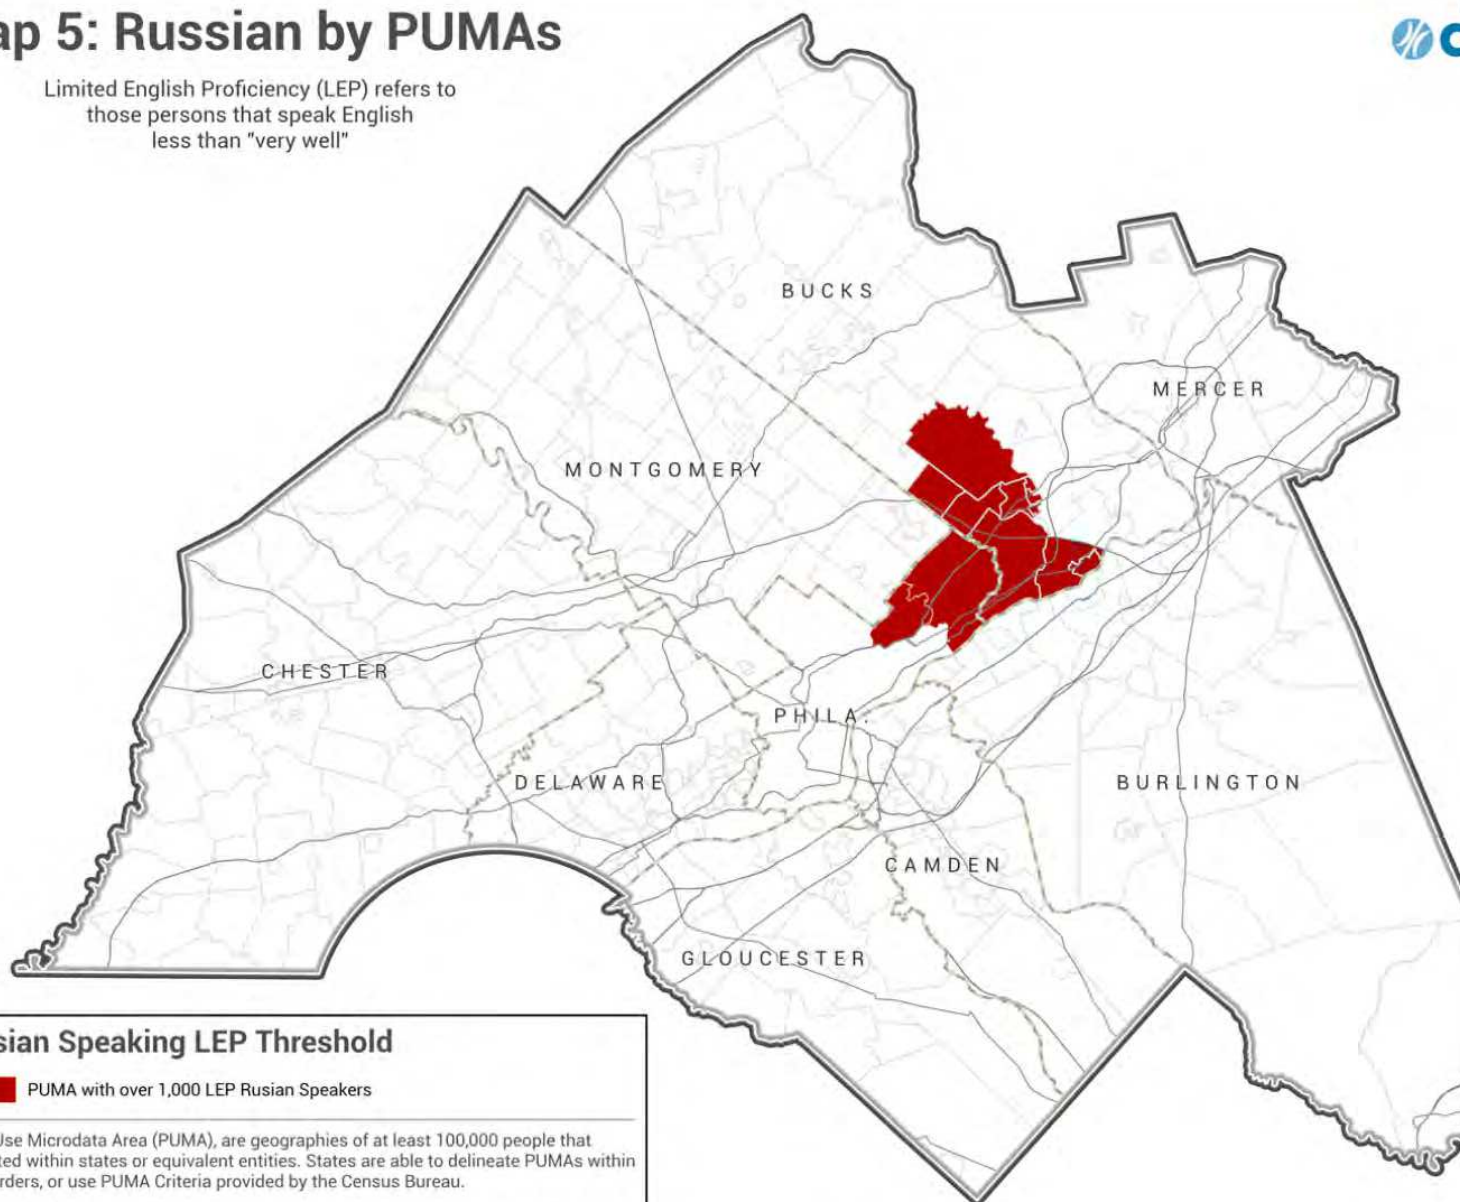 ap 5: Russian by PUMAs
Limited English Proficiency (LEP) refers to
those persons that speak English
less than "very well"
BUCKS
MERCER
MONTGOMERY
CHESTER
PHILA.
DELAWARE
BURLINGTON
CAMDEN
GLOUCESTER
sian Speaking LEP Threshold
PUMA with over 1,000 LEP Rusian Speakers
Use Microdata Area (PUMA), are geographies of at least 100,000 people that
ted within states or equivalent entities. States are able to delineate PUMAs within
rders, or use PUMA Criteria provided by the Census Bureau.